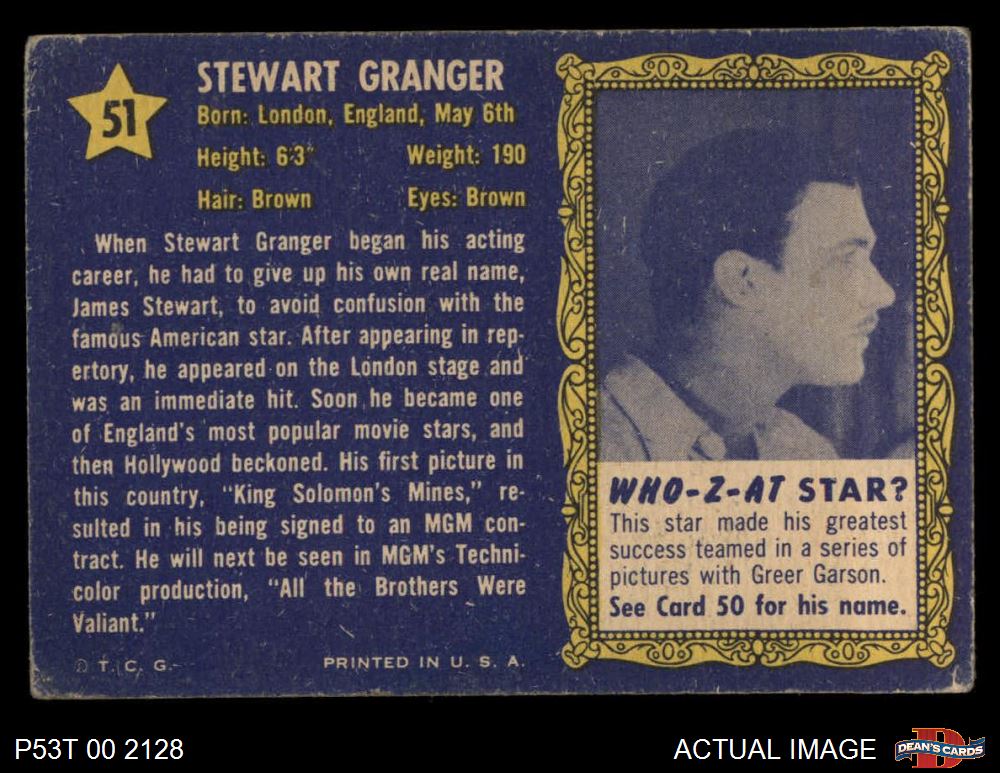 51
STEWART GRANGER
Born: London, England, May 6th
Height: 6'3" Weight: 190
Hair: Brown Eyes: Brown
When Stewart Granger began his acting
career, he had to give up his own real name,
James Stewart, to avoid confusion with the
famous American star. After appearing in rep-
ertory, he appeared on the London stage and
was an immediate hit. Soon he became one
of England's most popular movie stars, and
then Hollywood beckoned. His first picture in
this country, "King Solomon's Mines," re-
sulted in his being signed to an MGM con-
tract. He will next be seen in MGM's Techni-
color production, "All the Brothers Were
Valiant."
© T. C. G.
PRINTED IN U. S. A.
WHO-Z-AT STAR?
This star made his greatest
success teamed in a series of
pictures with Greer Garson.
See Card 50 for his name.
P53T 00 2128
ACTUAL IMAGE
D
DEAN'S CARDS